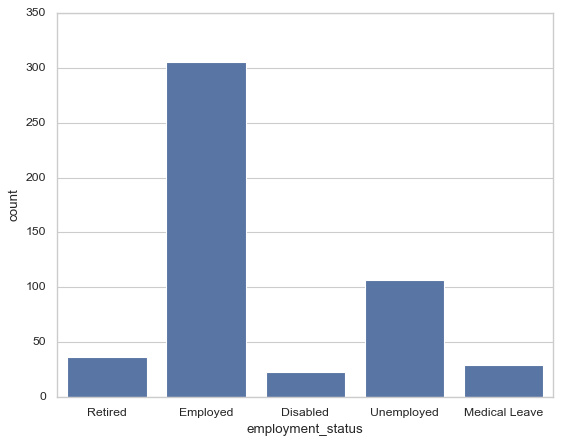 350
300
250
200
150
100
50
0
count
Retired
Employed
Disabled
Unemployed
Medical Leave
employment_status